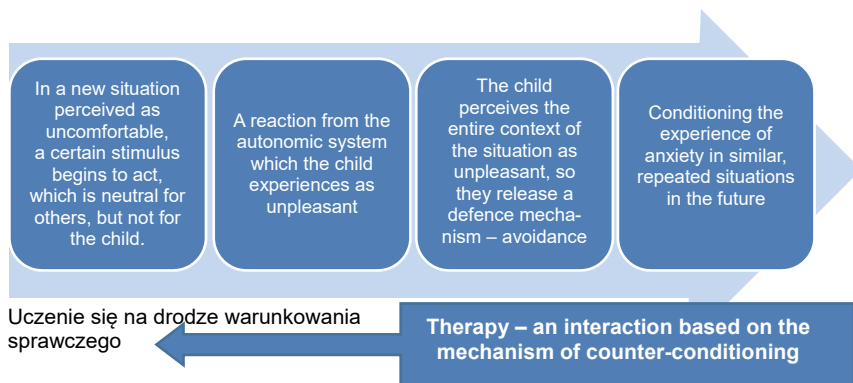 In a new situation
perceived as
uncomfortable,
a certain stimulus
begins to act,
which is neutral for
others, but not for
the child.
A reaction from the
autonomic system
which the child
experiences as
unpleasant
The child
perceives the
entire context of
the situation as
unpleasant, so
they release a
defence mecha-
nism – avoidance
Conditioning the
experience of
anxiety in similar,
repeated situations
in the future
Uczenie się na drodze warunkowania
sprawczego
Therapy – an interaction based on the
mechanism of counter-conditioning